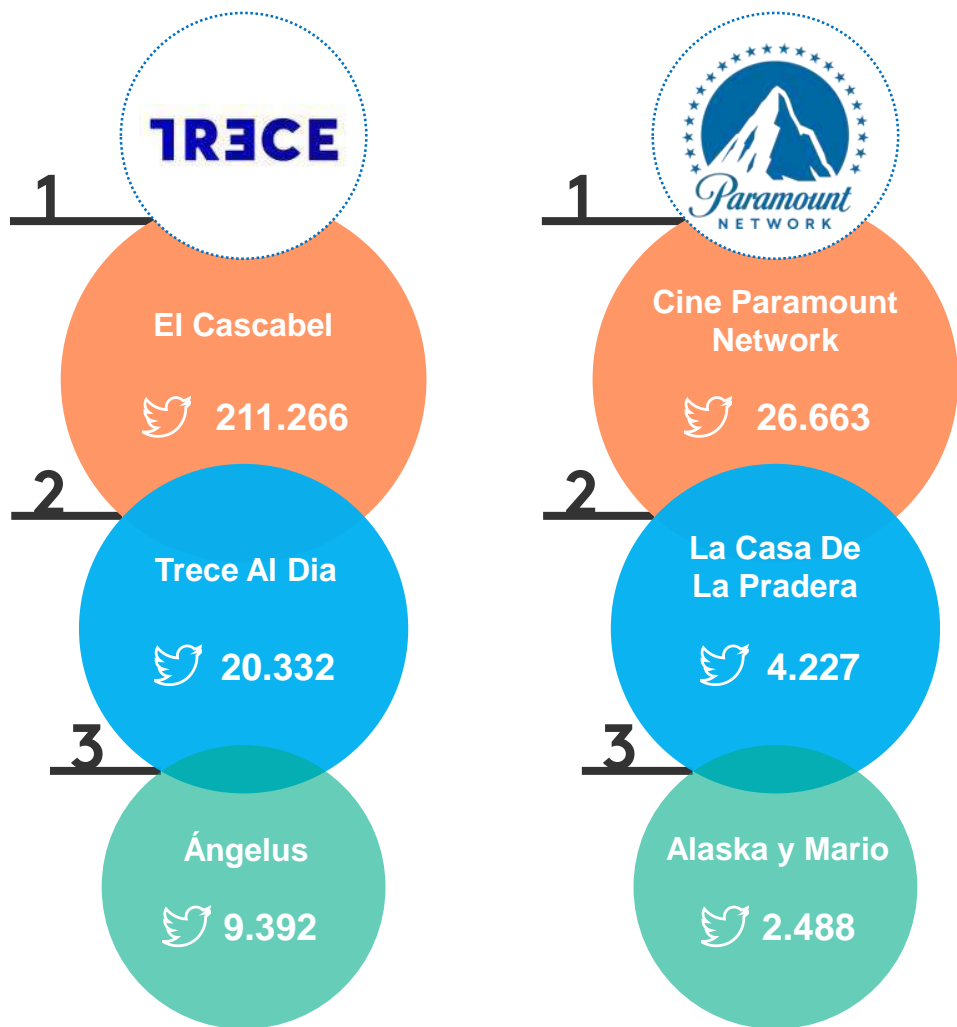 TRECE
1
El Cascabel
211.266
2
Trece Al Dia
20.332
3
Ángelus
9.392
Paramount
NETWORK
1
Cine Paramount
Network
26.663
2
La Casa De
La Pradera
4.227
3
Alaska y Mario
2.488